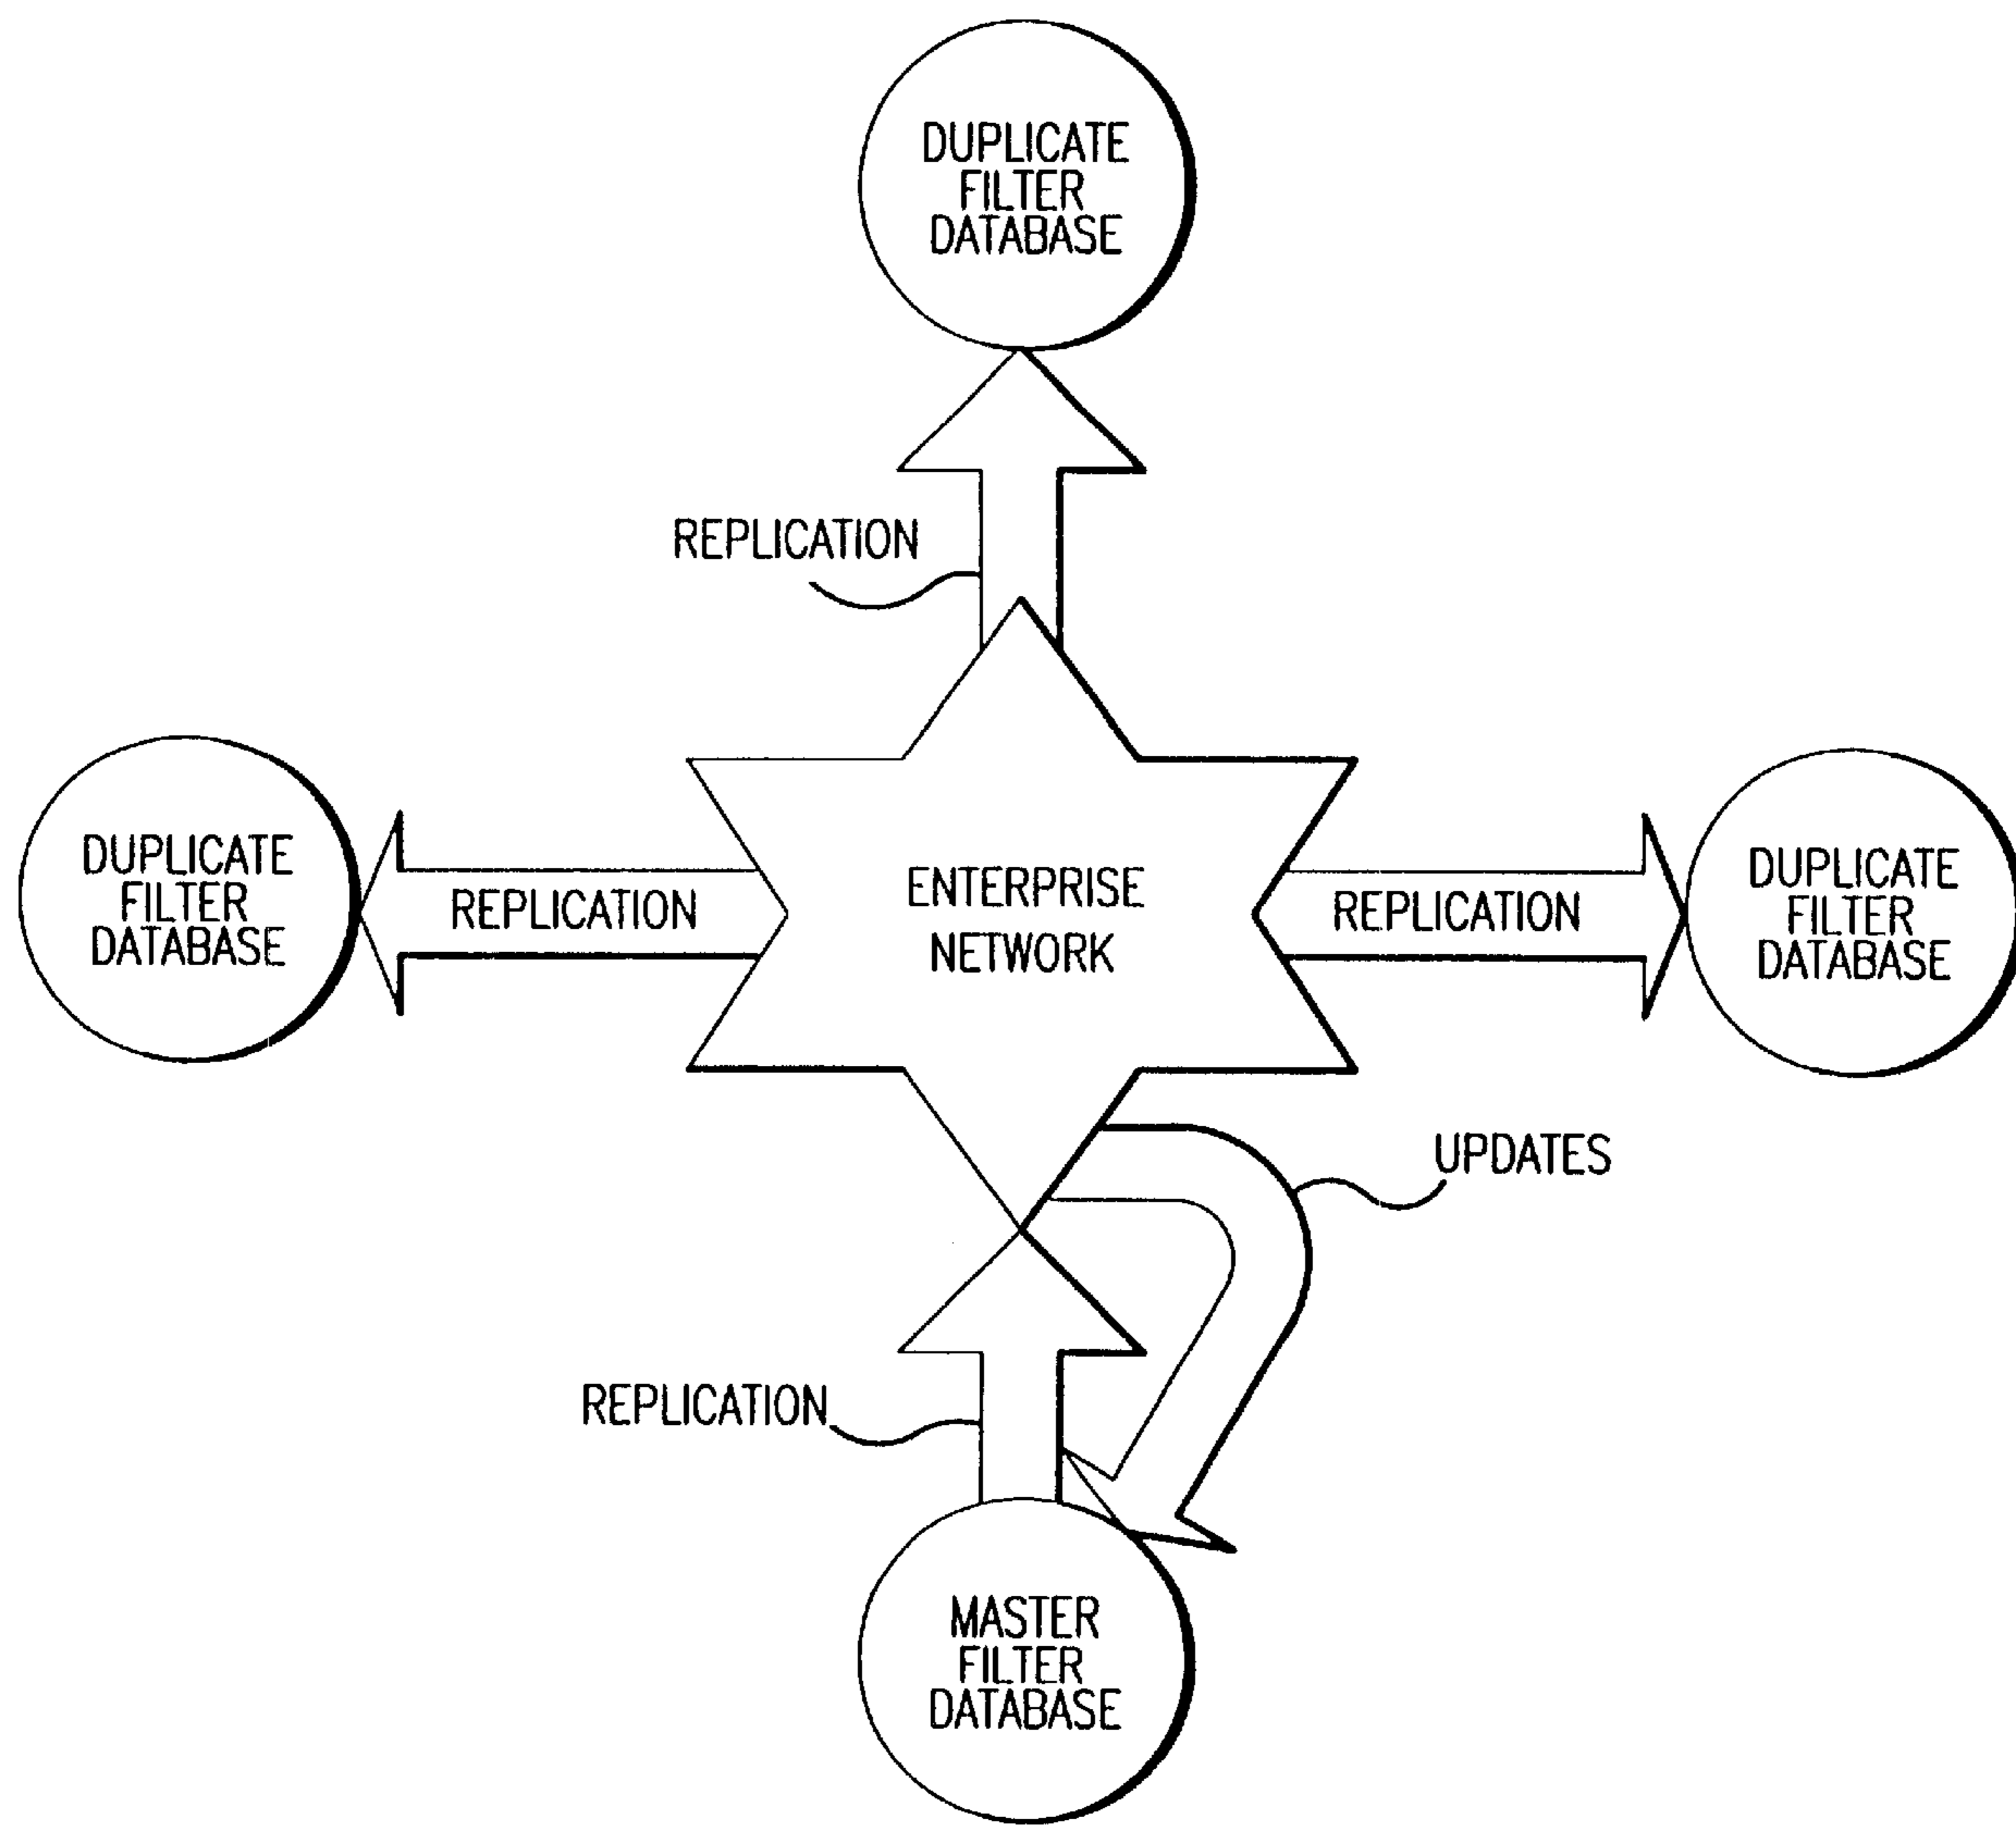 DUPLICATE
FILTER
DATABASE
REPLICATION
DUPLICATE
FILTER
DATABASE
REPLICATION
ENTERPRISE
NETWORK
REPLICATION
DUPLICATE
FILTER
DATABASE
UPDATES
REPLICATION
MASTER
FILTER
DATABASE